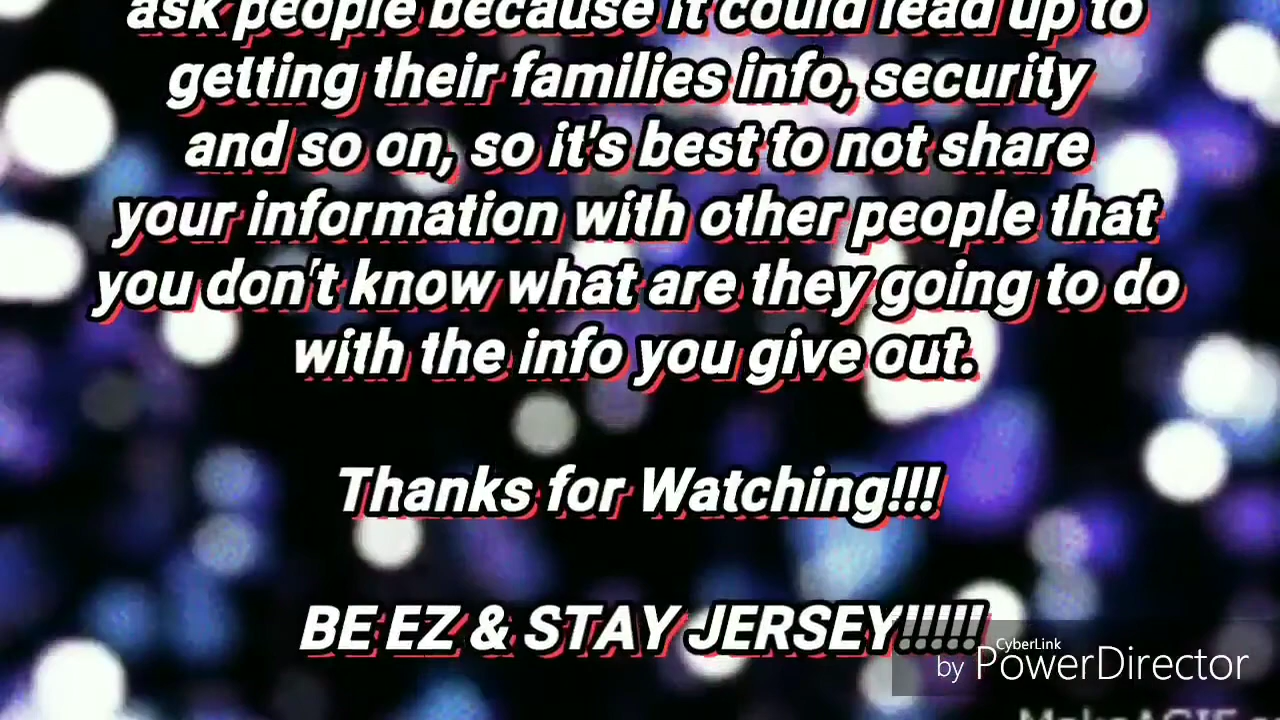 ask people because it could lead up to
getting their families info, security
and so on, so it's best to not share
your information with other people that
you don't know what are they going to do
with the info you give out.
Thanks for Watching!!!
BE EZ & STAY JERSEY!!!!!
CyberLink
by PowerDirector